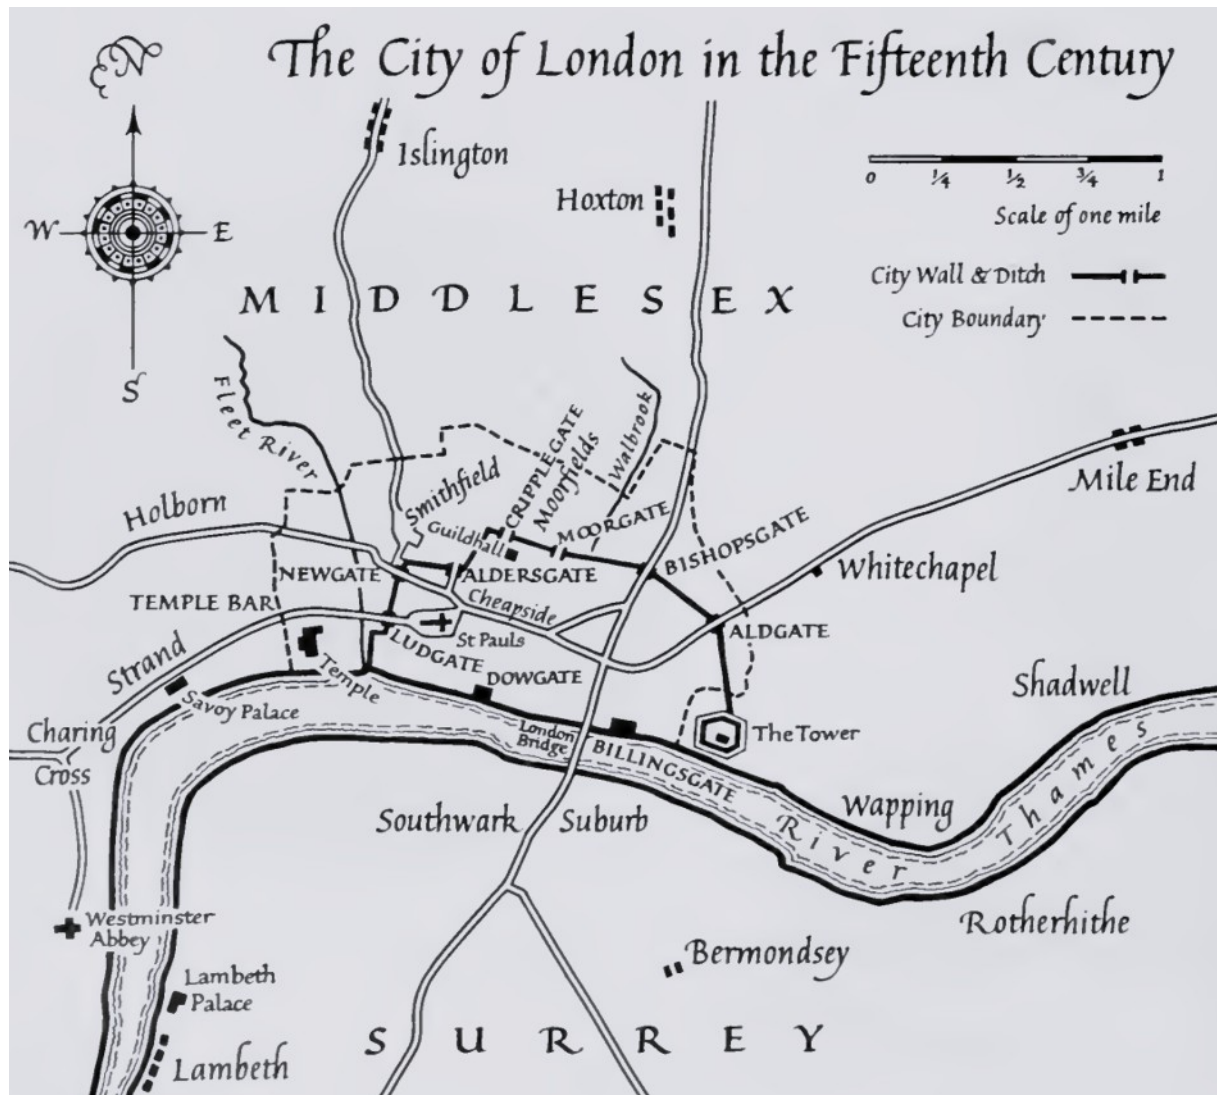 The City of London in the Fifteenth Century
N
W
E
S
Islington
Hoxton
0 ¼ ½ ¾ 1
Scale of one mile
City Wall & Ditch
City Boundary
MIDDLESEX
Fleet River
Walbrook
CRIPPLEGATE
Moorfields
Smithfield
Mile End
Holborn
Guildhall
MOORGATE
BISHOPSGATE
NEWGATE
ALDERSGATE
Whitechapel
TEMPLE BAR
Cheapside
St Pauls
ALDGATE
Strand
LUDGATE
Temple
DOWGATE
Savoy Palace
Shadwell
Charing
Cross
London
Bridge
BILLINGSGATE
The Tower
Southwark Suburb
Wapping
River Thames
Rotherhithe
Westminster
Abbey
Bermondsey
Lambeth
Palace
Lambeth
SURREY